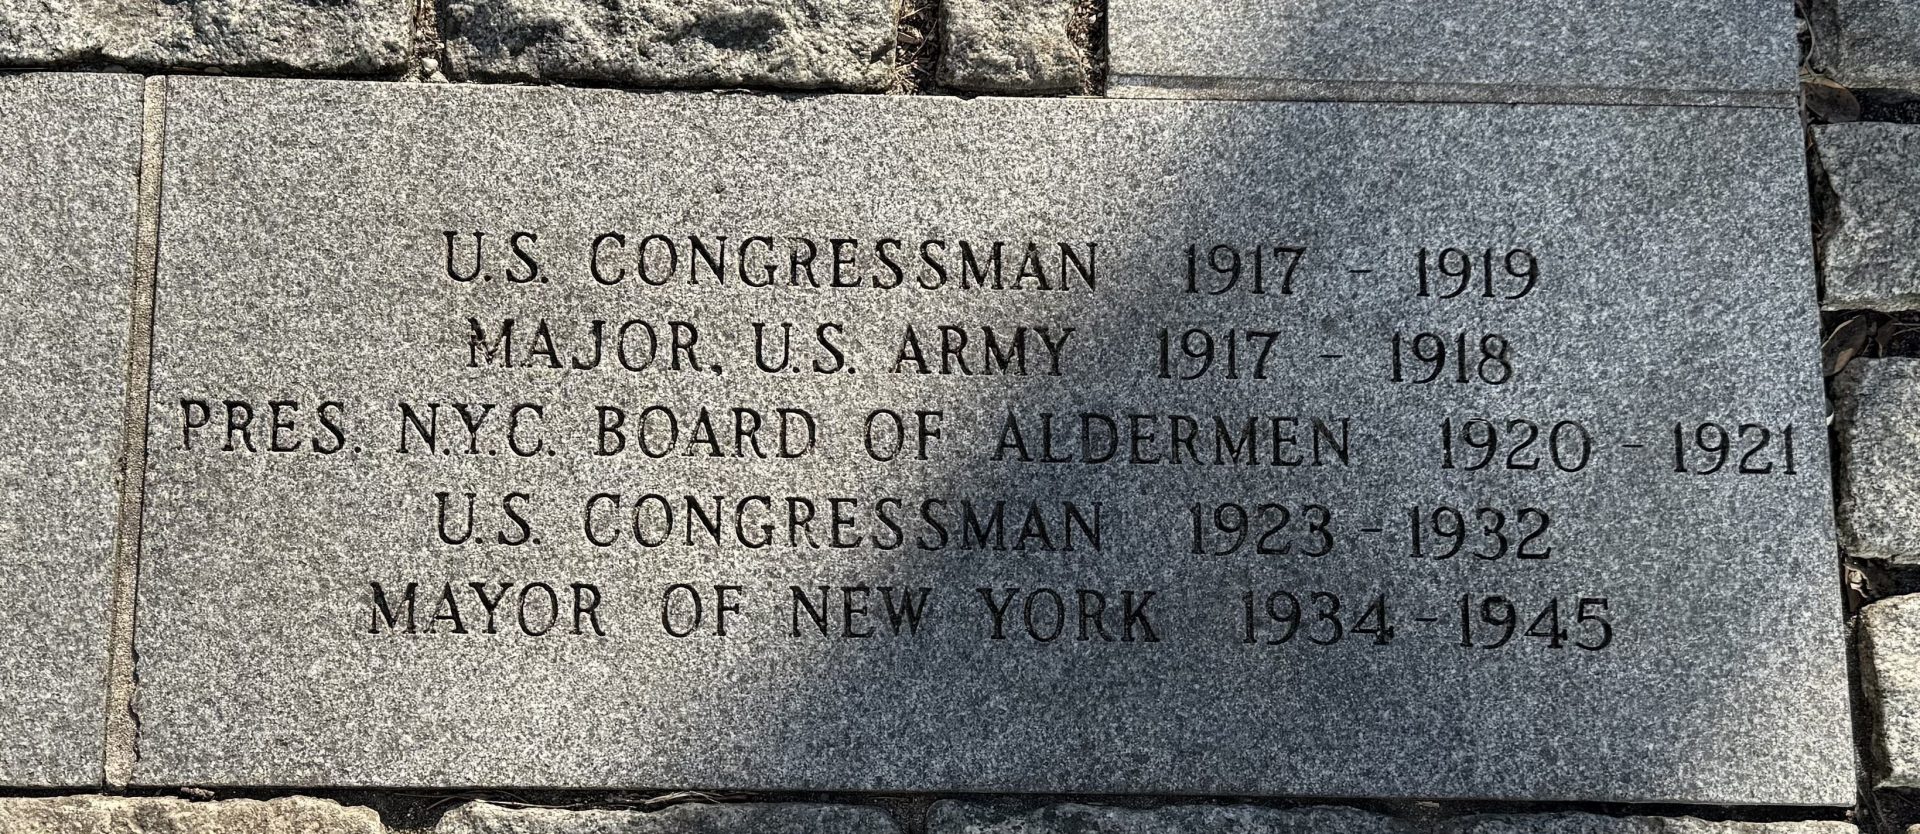 U.S. CONGRESSMAN 1917 - 1919
MAJOR, U.S. ARMY 1917 - 1918
PRES. N.Y.C. BOARD OF ALDERMEN 1920 - 1921
U.S. CONGRESSMAN 1923 - 1932
MAYOR OF NEW YORK 1934 - 1945